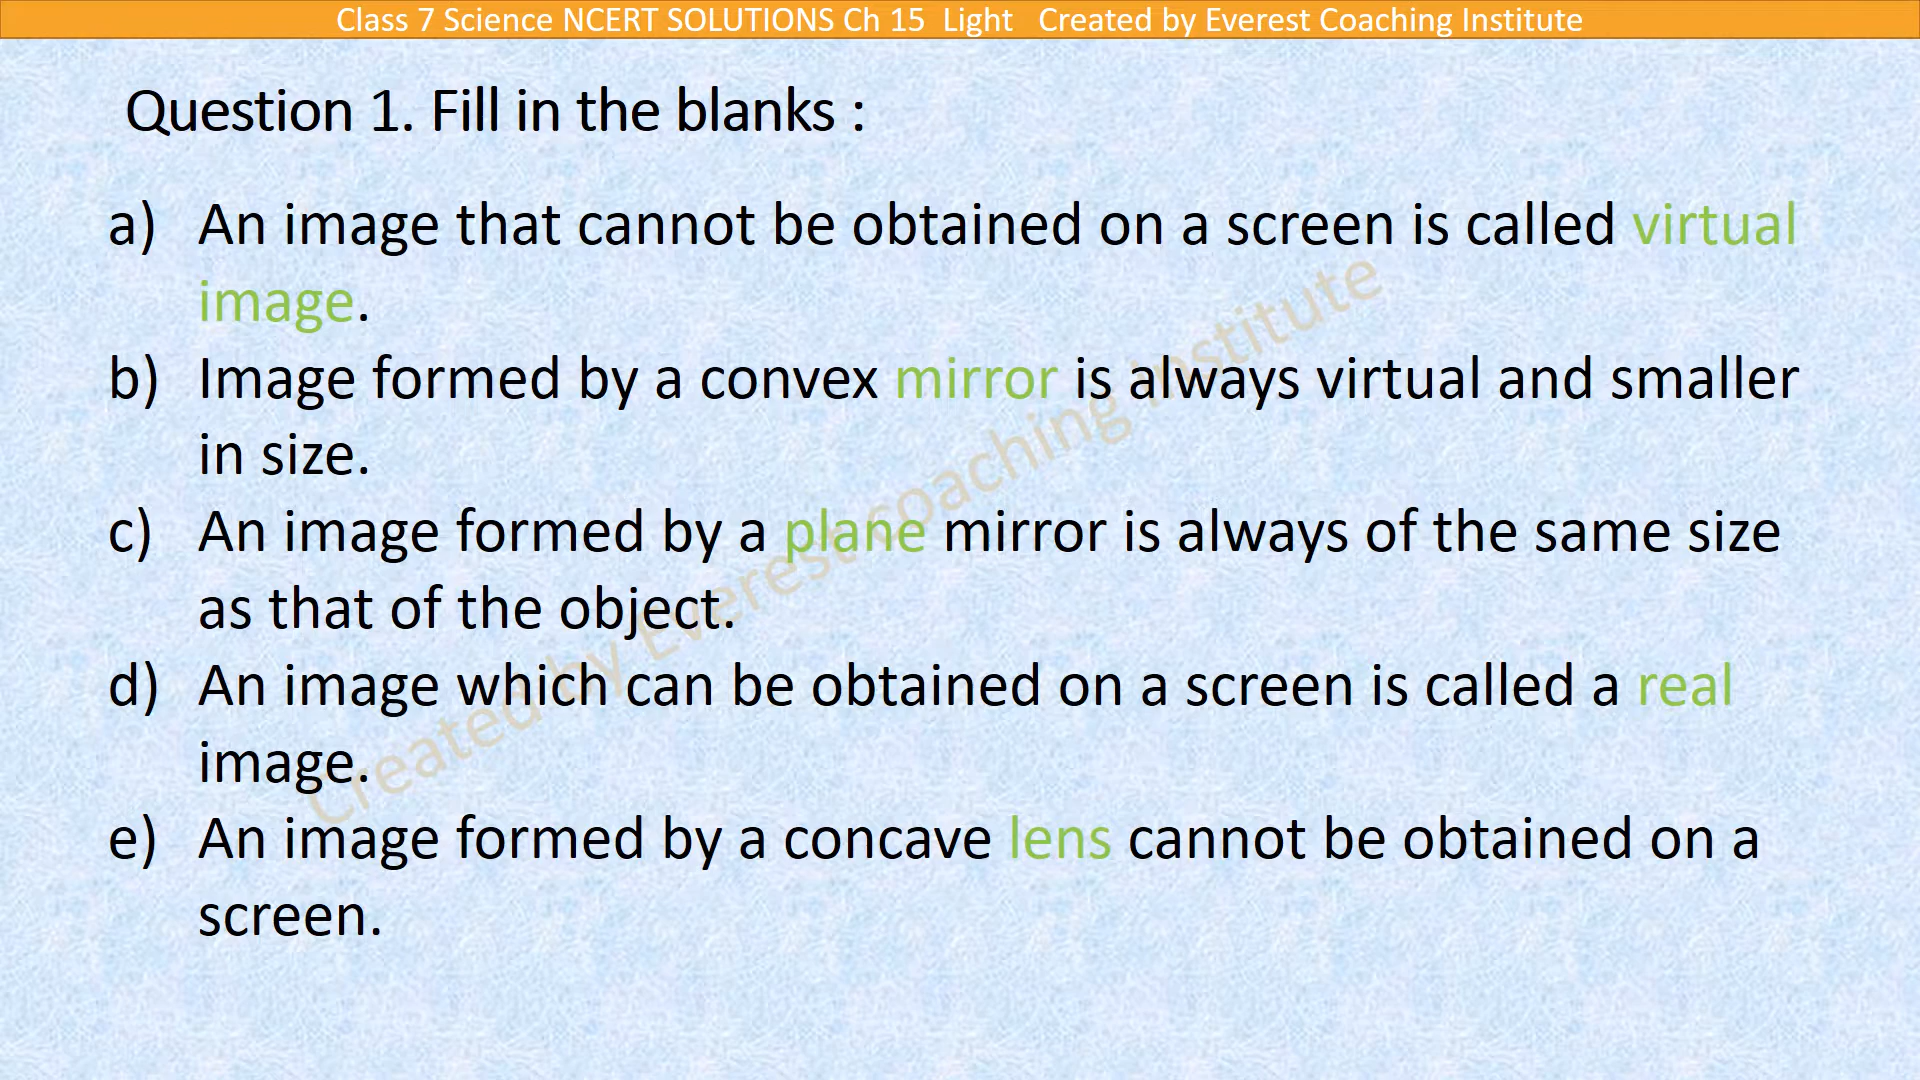 Class 7 Science NCERT SOLUTIONS Ch 15  Light   Created by Everest Coaching Institute
Question 1. Fill in the blanks :
a) An image that cannot be obtained on a screen is called virtual
image.
b) Image formed by a convex mirror is always virtual and smaller
in size.
c) An image formed by a plane mirror is always of the same size
as that of the object.
d) An image which can be obtained on a screen is called a real
image.
e) An image formed by a concave lens cannot be obtained on a
screen.
Created by Everest coaching institute